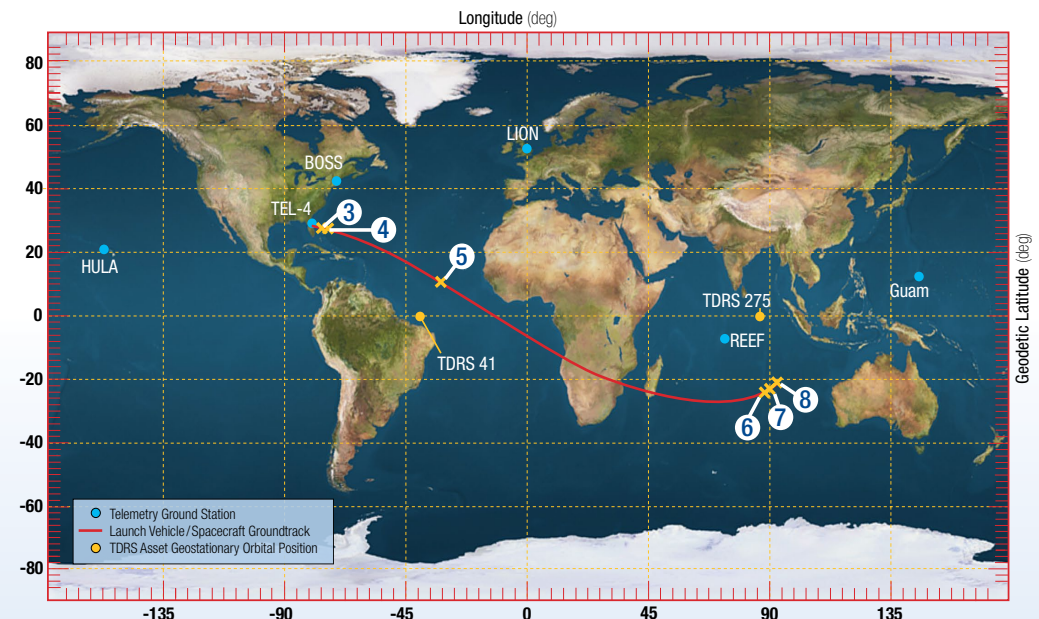 Longitude (deg)
80
60
40
20
0
-20
-40
-60
-80
LION
BOSS
TEL-4
3
4
5
HULA
Guam
TDRS 275
REEF
TDRS 41
6
7
8
Geodetic Latitude (deg)
Telemetry Ground Station
Launch Vehicle/Spacecraft Groundtrack
TDRS Asset Geostationary Orbital Position
-135
-90
-45
0
45
90
135